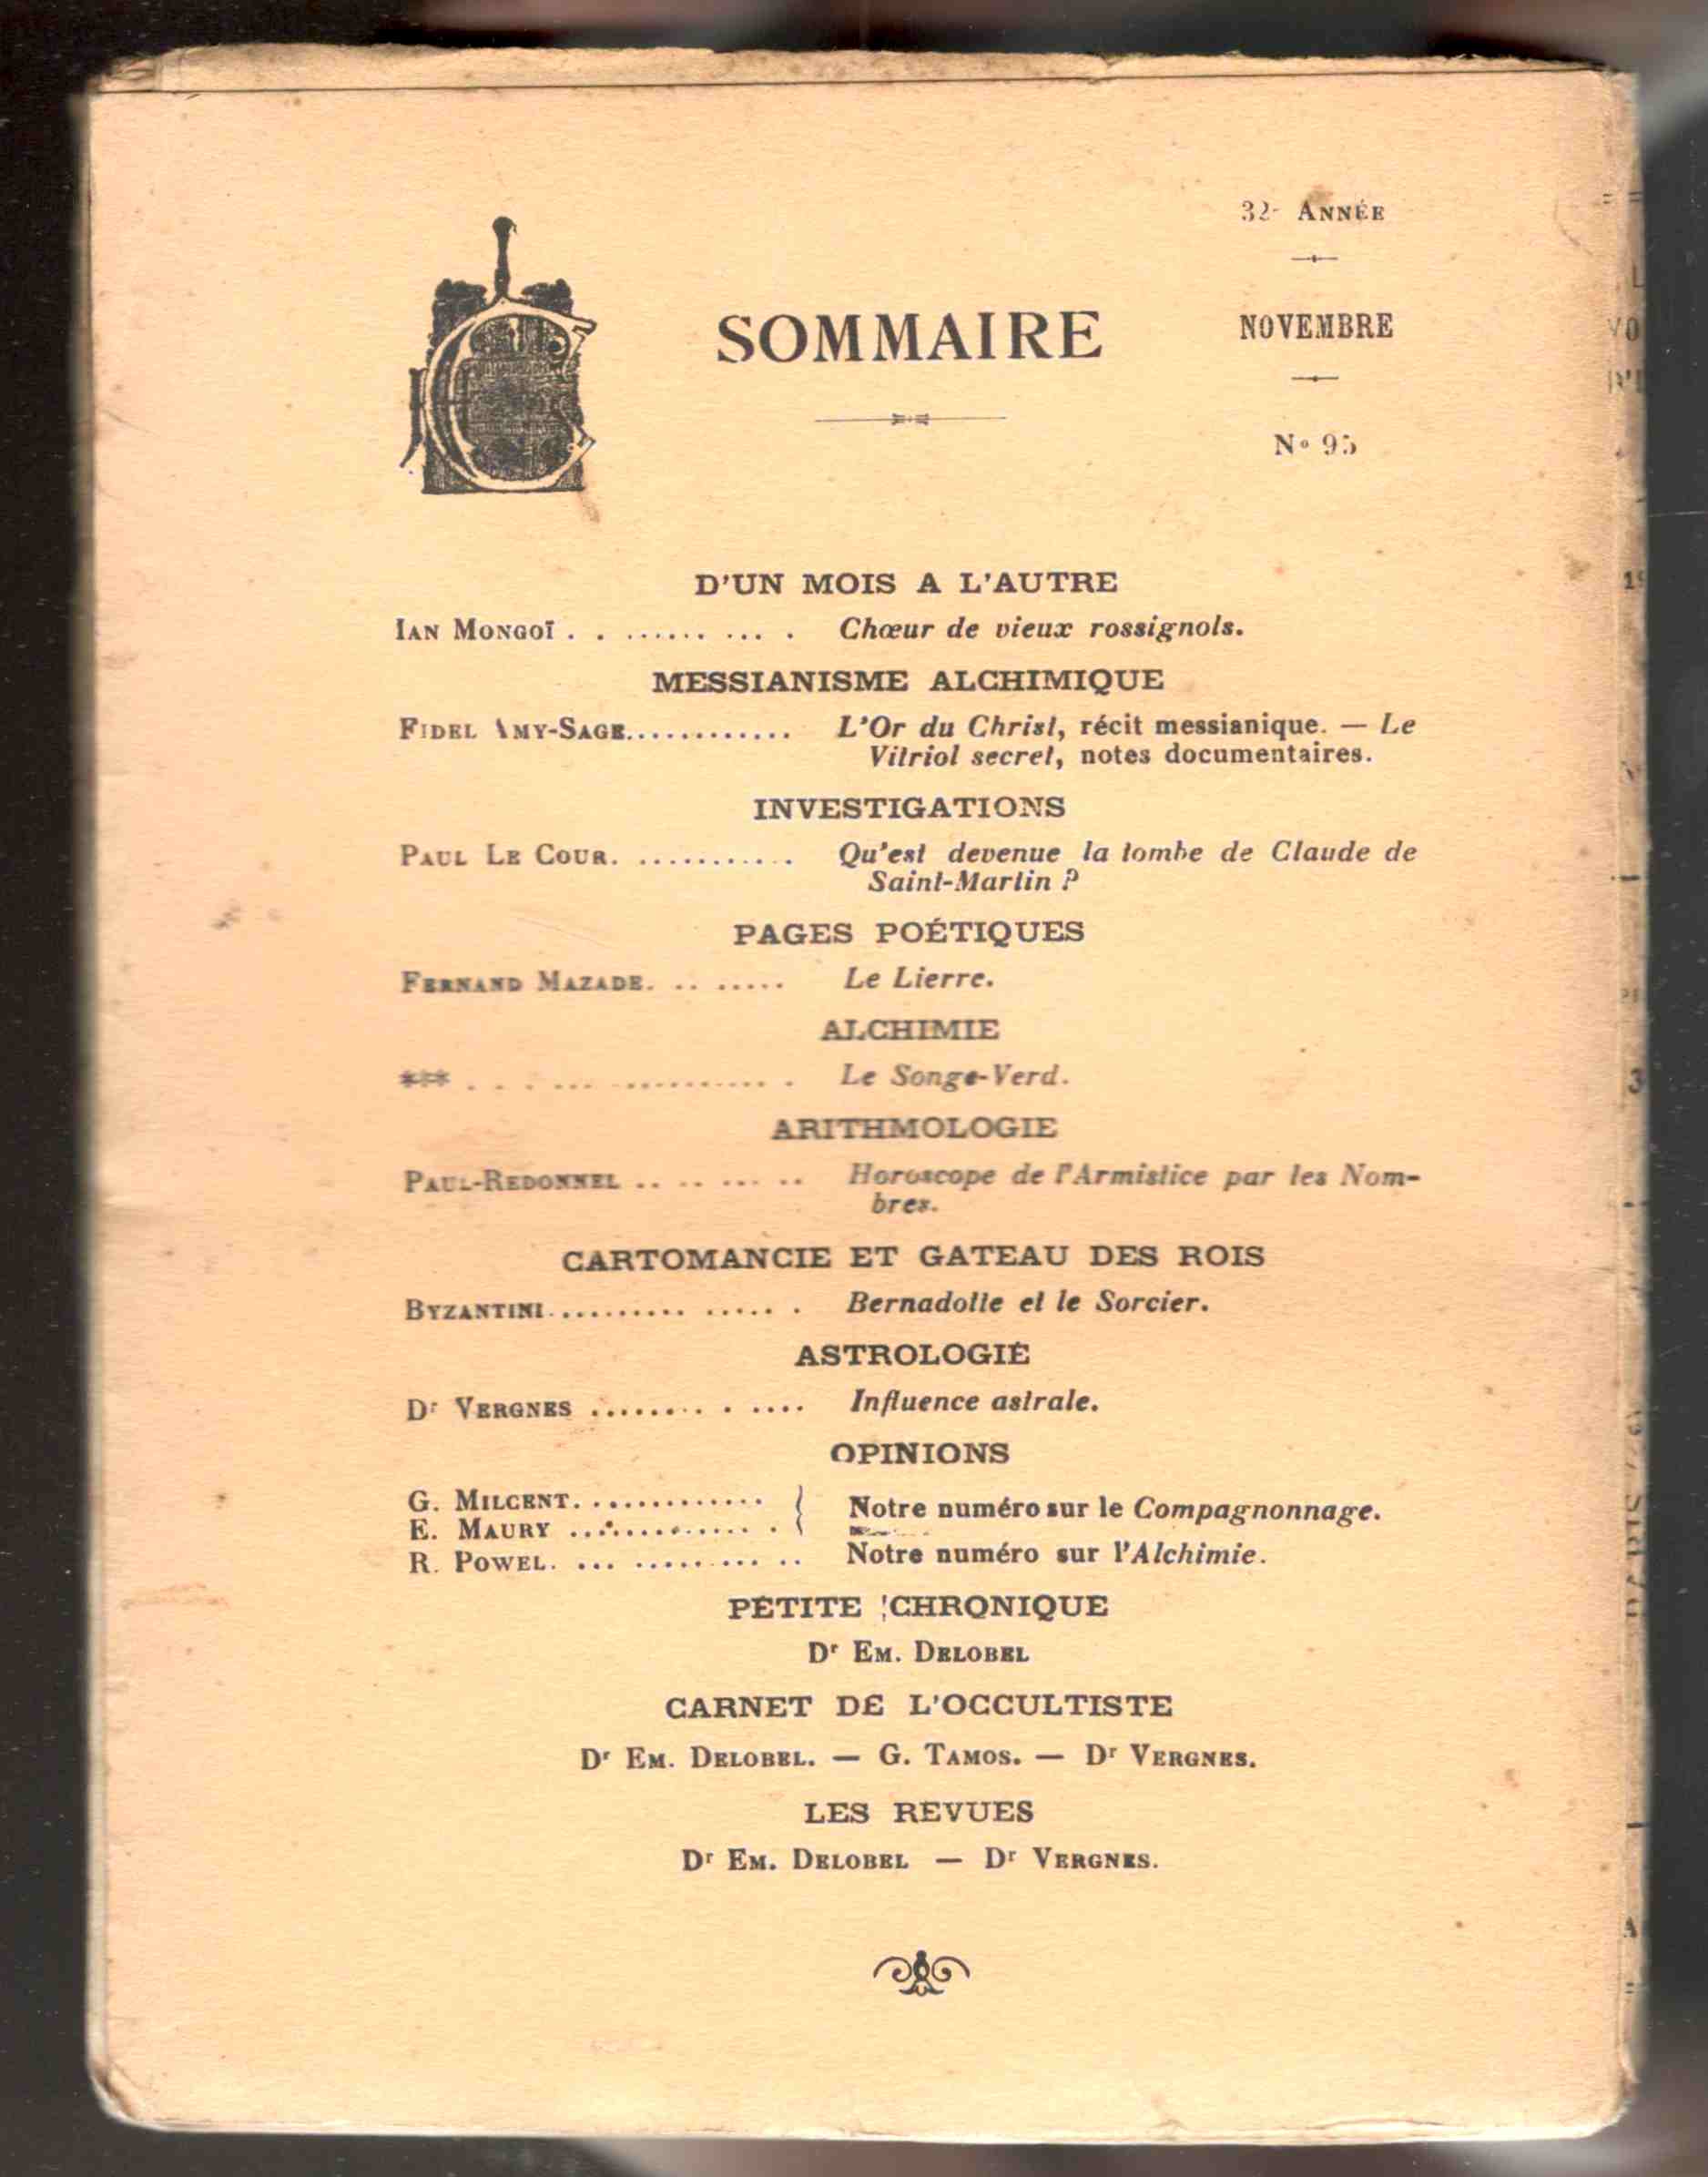 32e ANNÉE
SOMMAIRE
NOVEMBRE
No 95
D'UN MOIS A L'AUTRE
IAN MONGOÏ . . ....... ... . Chœur de vieux rossignols.
MESSIANISME ALCHIMIQUE
FIDEL AMY-SAGE............ L'Or du Christ, récit messianique. — Le
Vitriol secret, notes documentaires.
INVESTIGATIONS
PAUL LE COUR. ........... Qu'est devenue la tombe de Claude de
Saint-Martin ?
PAGES POÉTIQUES
FERNAND MAZADE. .. ..... Le Lierre.
ALCHIMIE
*** . . . . ... ............ . Le Songe-Verd.
ARITHMOLOGIE
PAUL-REDONNEL .. .. ... .. Horoscope de l'Armistice par les Nom-
bres.
CARTOMANCIE ET GATEAU DES ROIS
BYZANTINI.......... ..... . Bernadotte et le Sorcier.
ASTROLOGIE
Dr VERGNES ........ . .... Influence astrale.
OPINIONS
G. MILCENT. .............
E. MAURY .............. . } Notre numéro sur le Compagnonnage.
R. POWEL. ... ......... .. Notre numéro sur l'Alchimie.
PETITE CHRONIQUE
Dr EM. DELOBEL
CARNET DE L'OCCULTISTE
Dr EM. DELOBEL. — G. TAMOS. — Dr VERGNES.
LES REVUES
Dr EM. DELOBEL — Dr VERGNES.